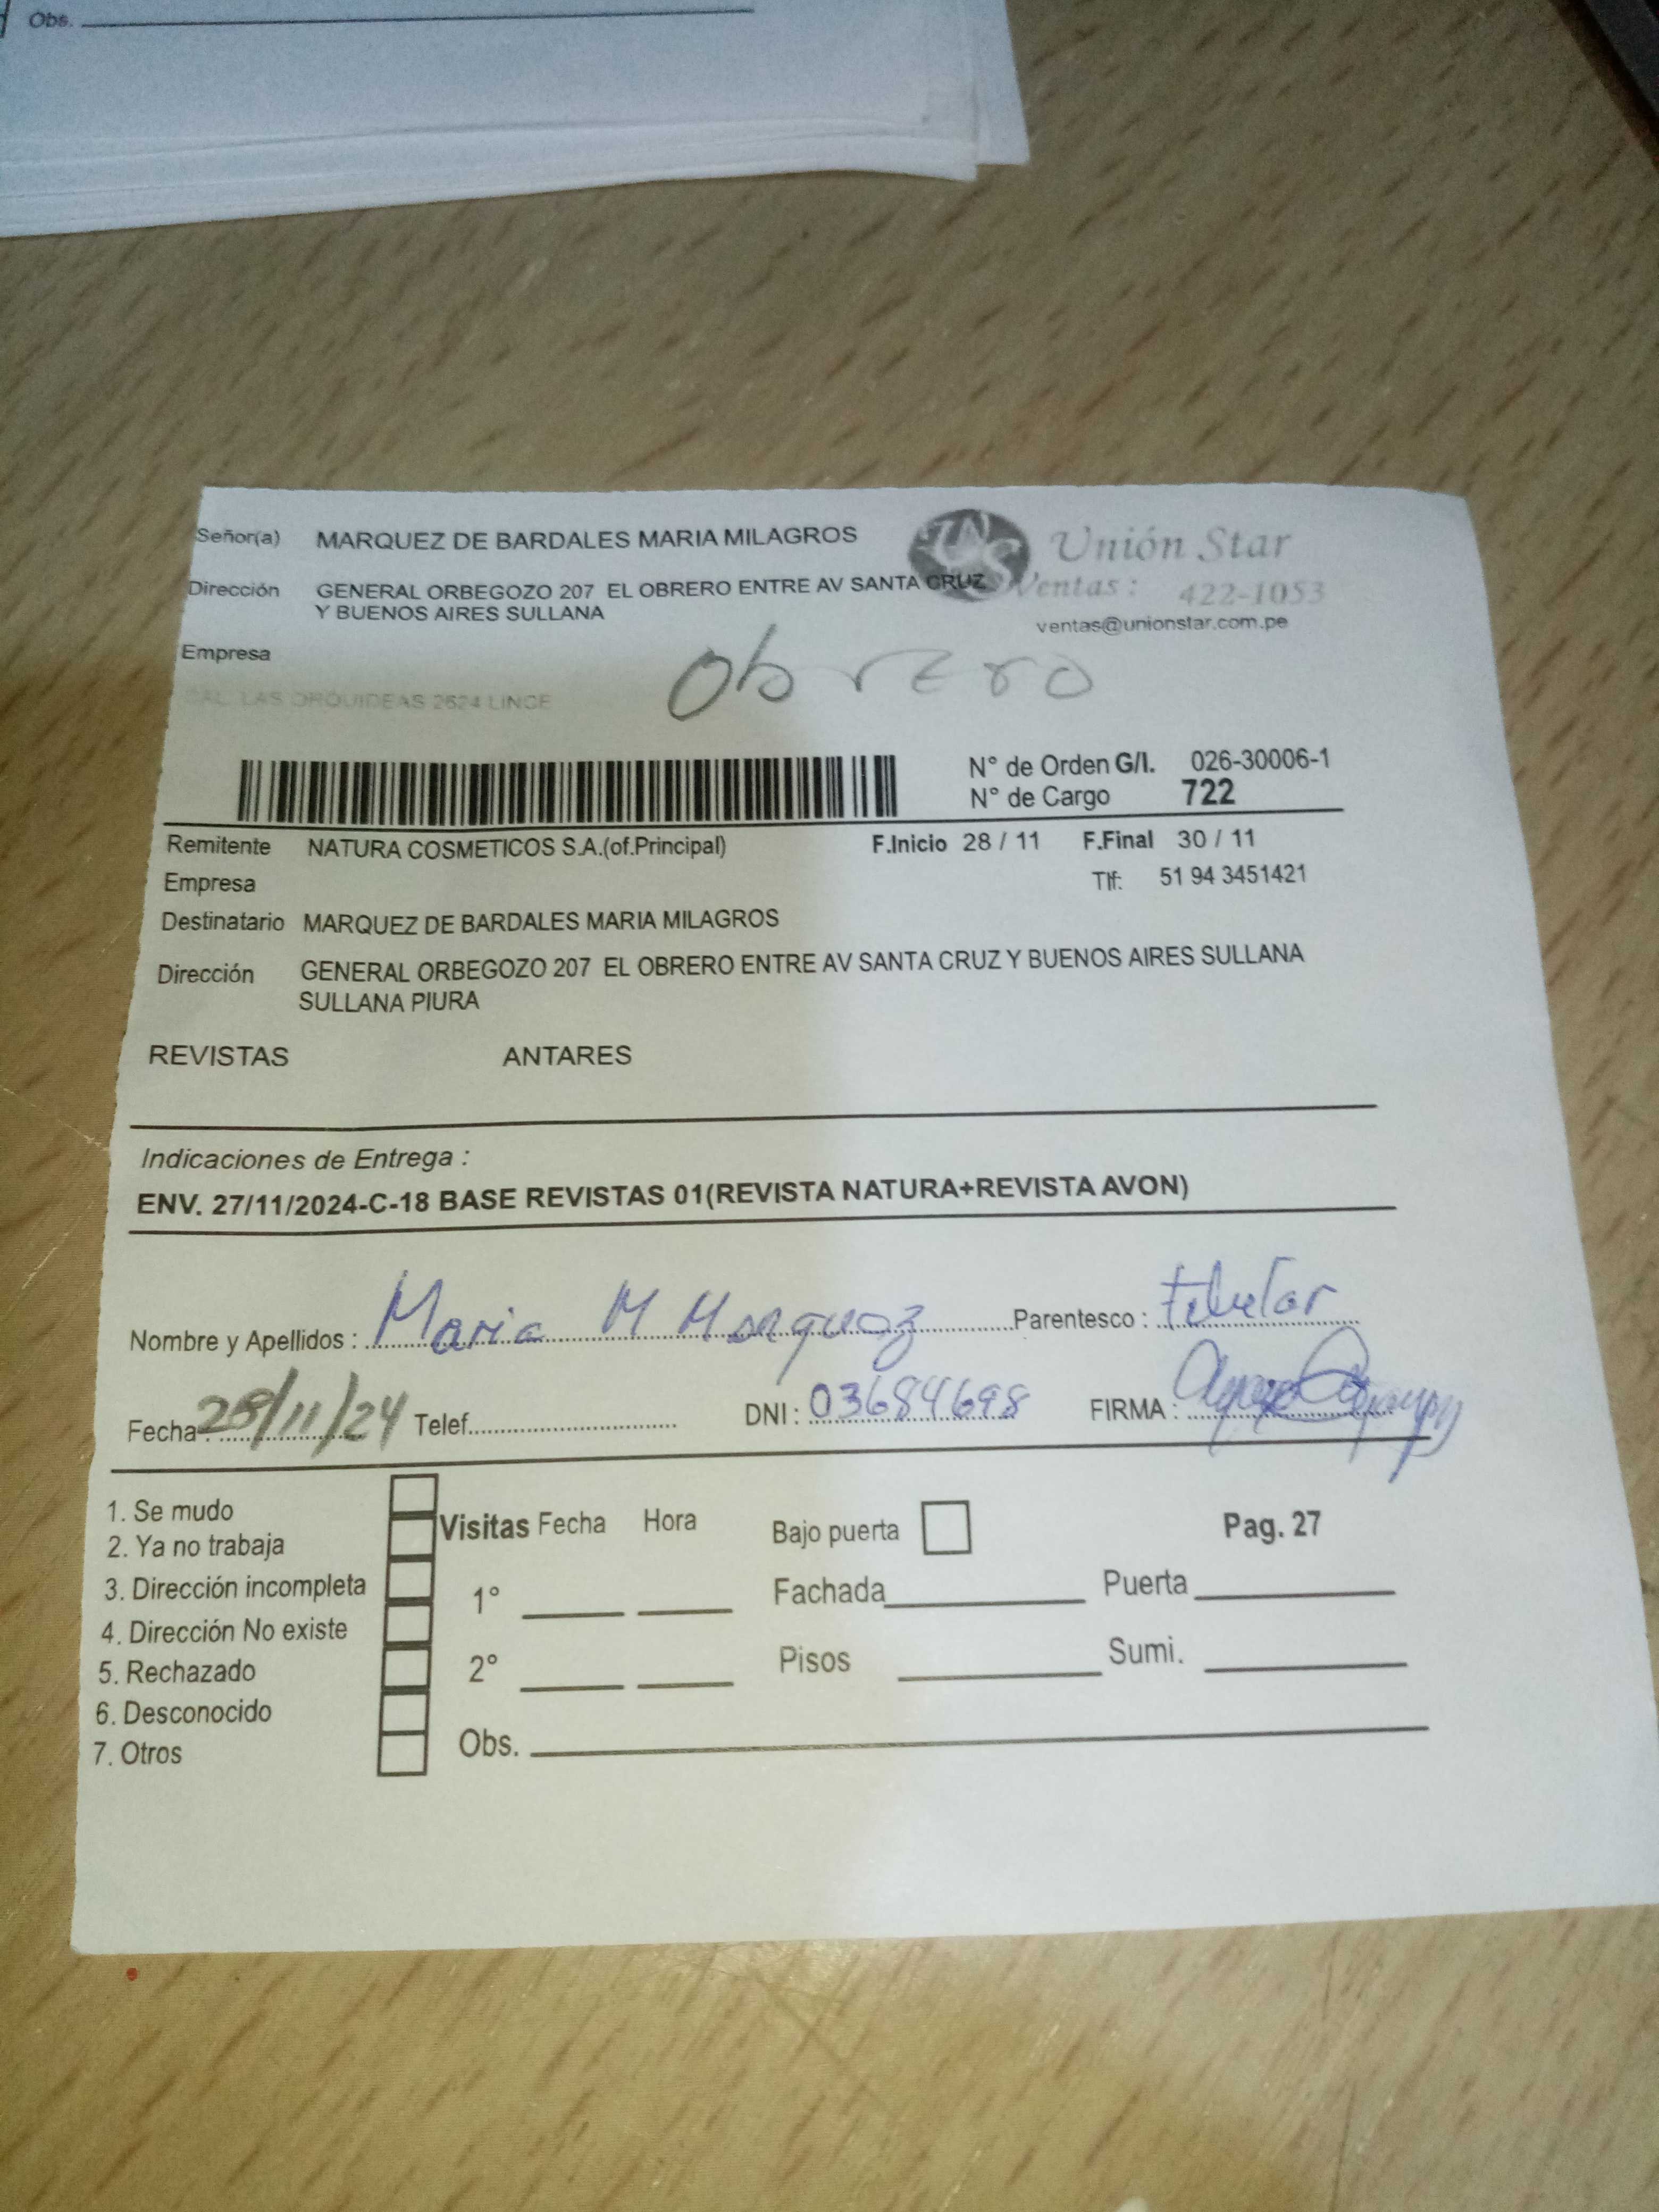 Obs.
Señor(a) MARQUEZ DE BARDALES MARIA MILAGROS
Unión Star
Dirección GENERAL ORBEGOZO 207 EL OBRERO ENTRE AV SANTA CRUZ
Ventas: 422-1053
Y BUENOS AIRES SULLANA
ventas@unionstar.com.pe
Empresa
Obrero
CAL. LAS ORQUIDEAS 2624 LINCE
N° de Orden G/I. 026-30006-1
N° de Cargo 722
Remitente NATURA COSMETICOS S.A.(of.Principal) F.Inicio 28 / 11 F.Final 30 / 11
Empresa Tlf: 51 94 3451421
Destinatario MARQUEZ DE BARDALES MARIA MILAGROS
Dirección GENERAL ORBEGOZO 207 EL OBRERO ENTRE AV SANTA CRUZ Y BUENOS AIRES SULLANA
SULLANA PIURA
REVISTAS ANTARES
Indicaciones de Entrega :
ENV. 27/11/2024-C-18 BASE REVISTAS 01(REVISTA NATURA+REVISTA AVON)
Nombre y Apellidos : Maria M Marquez Parentesco : titular
Fecha : 28/11/24 Telef. DNI : 03684698 FIRMA :
1. Se mudo
2. Ya no trabaja
3. Dirección incompleta
4. Dirección No existe
5. Rechazado
6. Desconocido
7. Otros
Visitas Fecha Hora Bajo puerta Pag. 27
1° Fachada Puerta
2° Pisos Sumi.
Obs.